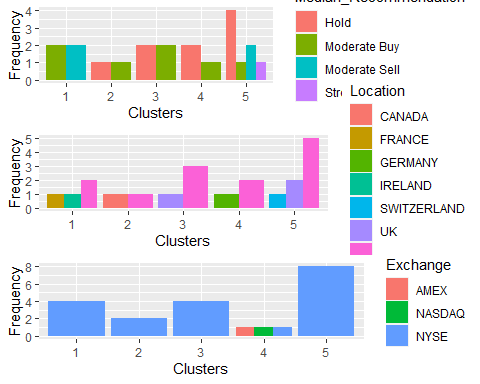 Median_Recommendation
4
3
2
1
0
Frequency
1 2 3 4 5
Clusters
Hold
Moderate Buy
Moderate Sell
Location
5
4
3
2
1
0
Frequency
1 2 3 4 5
Clusters
CANADA
FRANCE
GERMANY
IRELAND
SWITZERLAND
UK
Exchange
8
6
4
2
0
Frequency
1 2 3 4 5
Clusters
AMEX
NASDAQ
NYSE